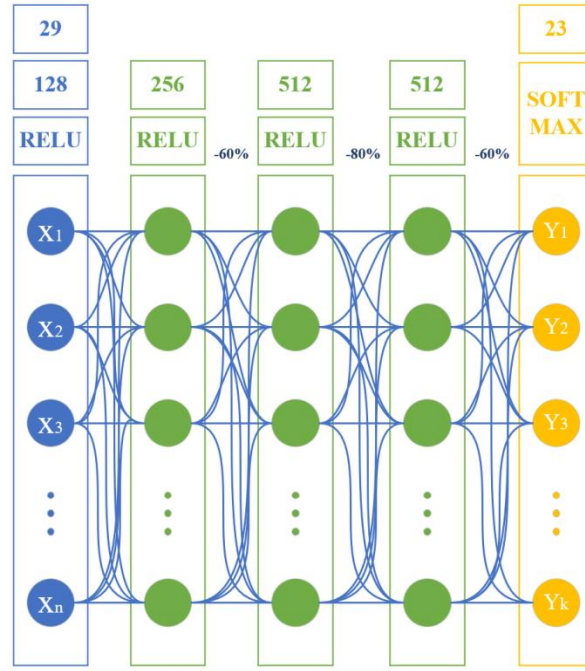 29
23
128
256
512
512
SOFT
MAX
RELU
RELU
-60%
RELU
-80%
RELU
-60%
X1
Y1
X2
Y2
X3
Y3
Xn
Yk